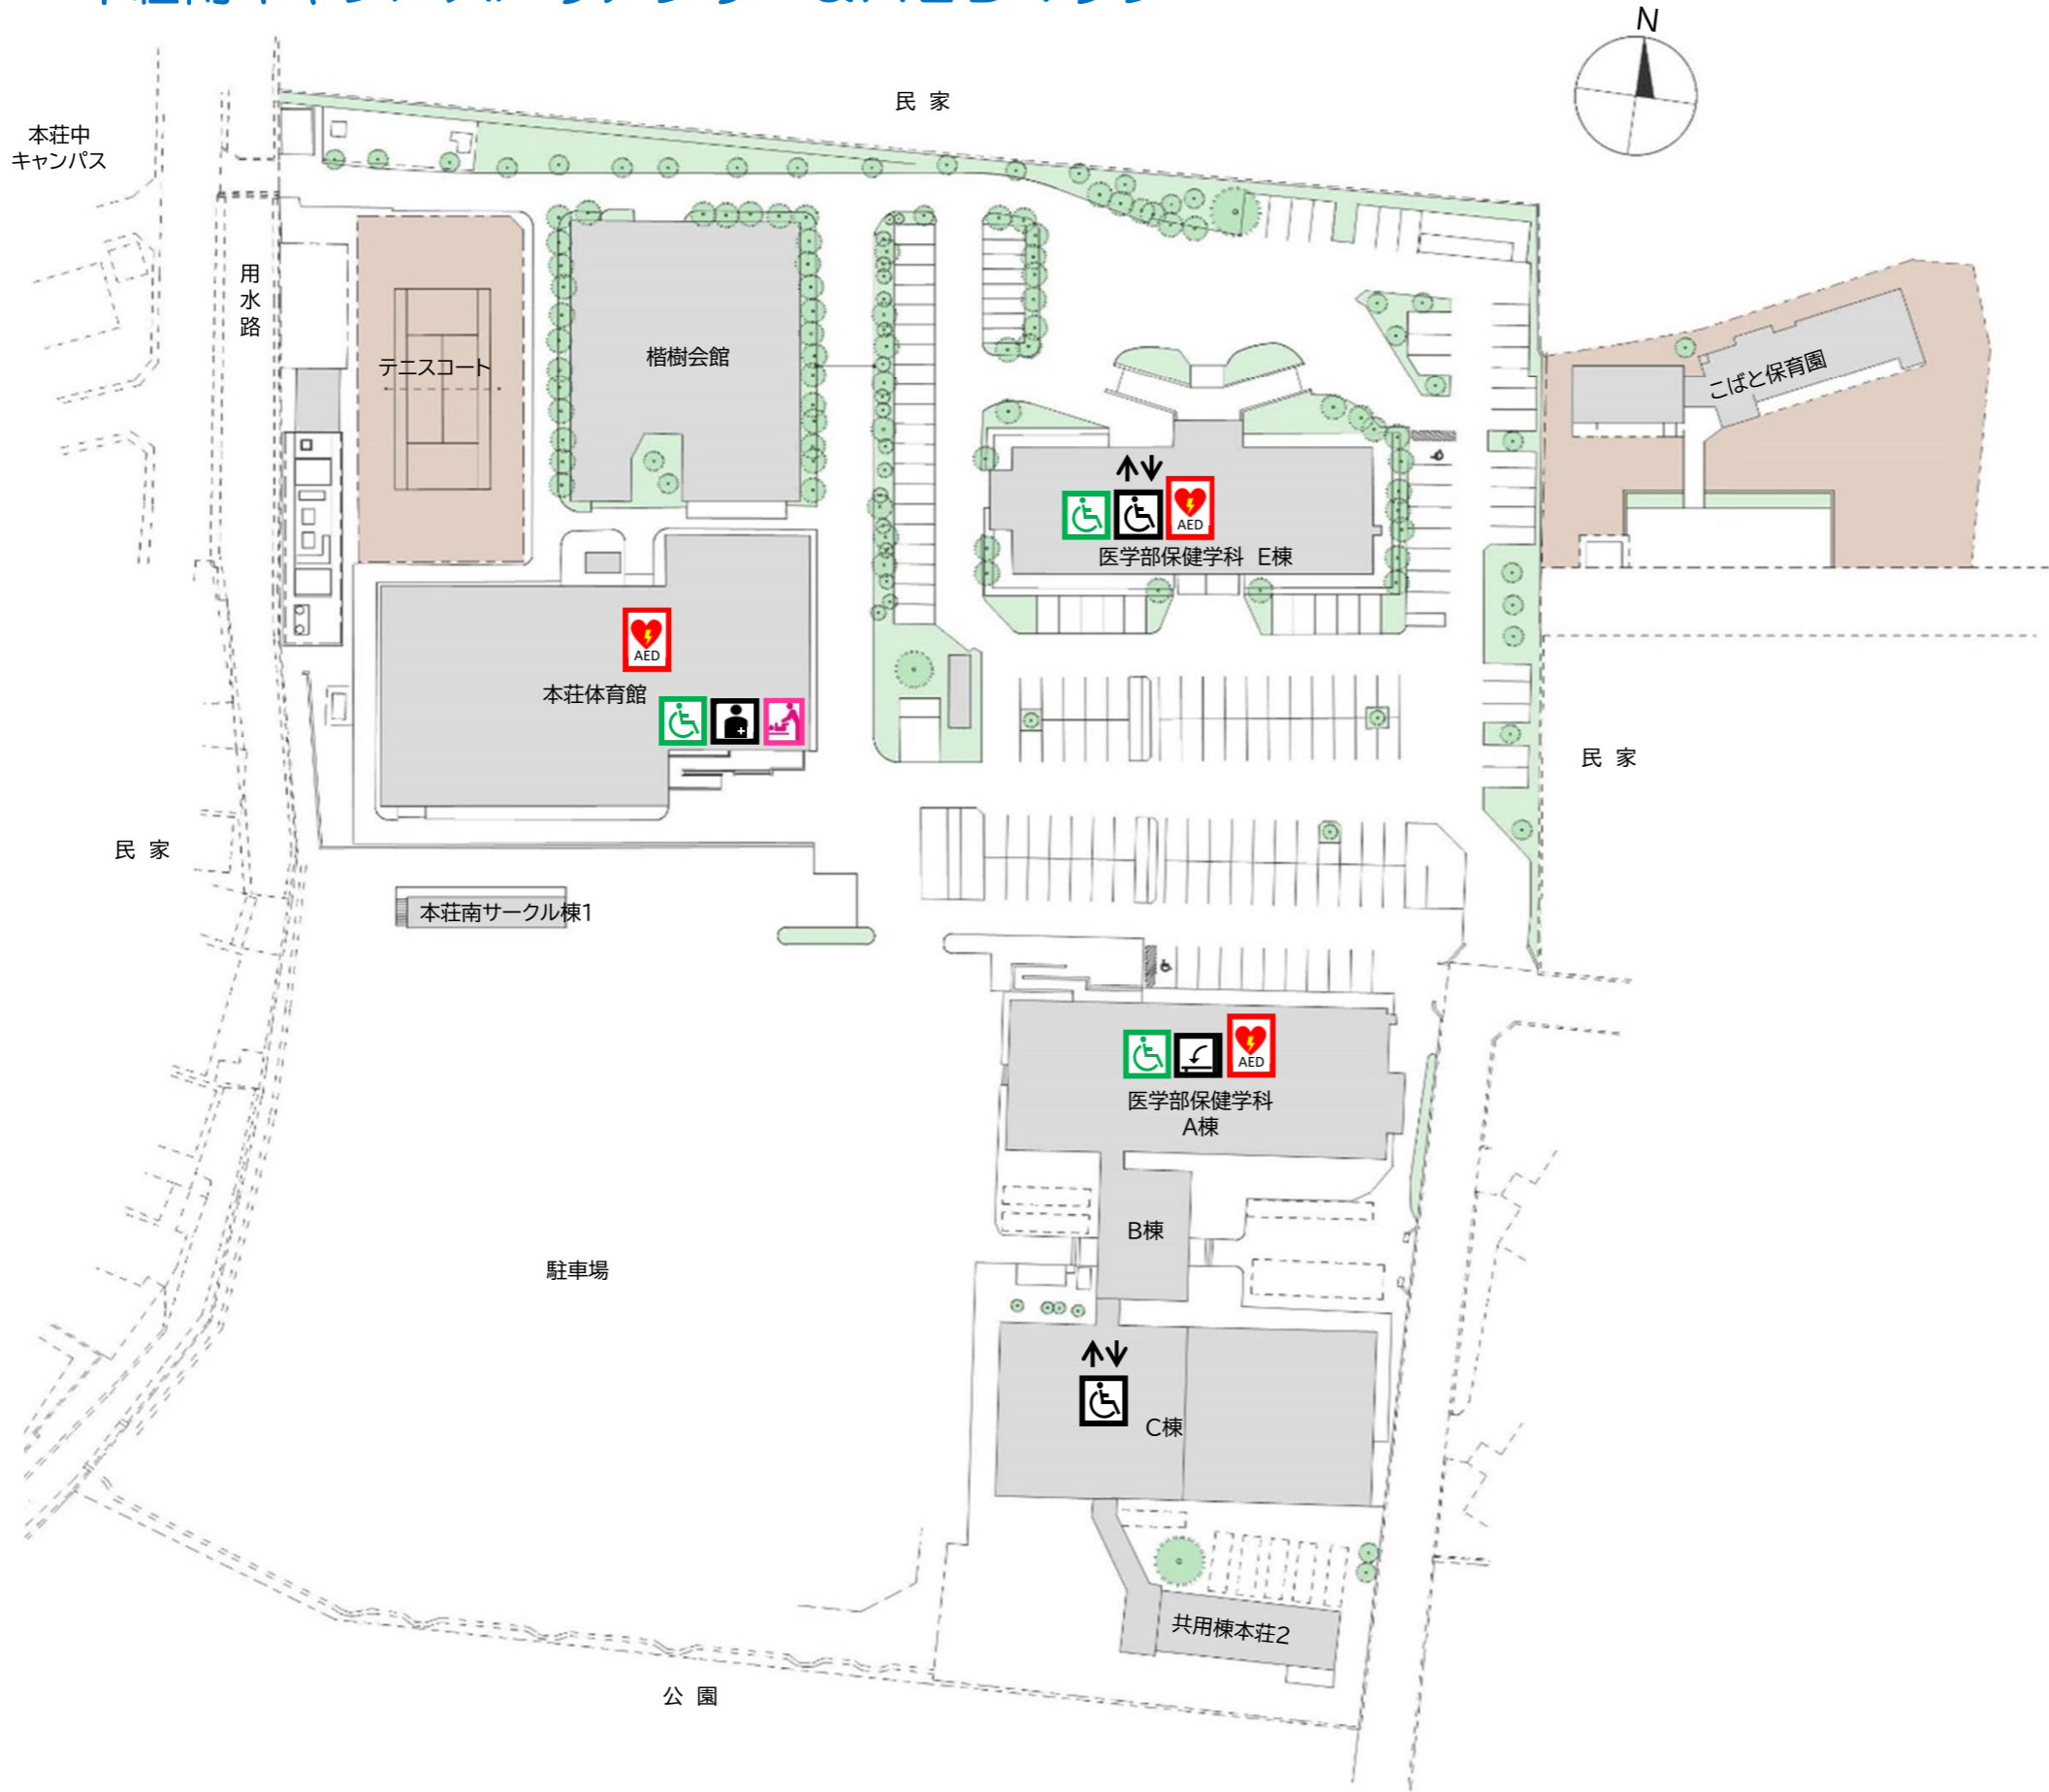 N
民 家
本荘中
キャンパス
用水路
テニスコート
楷樹会館
こばと保育園
AED
医学部保健学科 E棟
AED
本荘体育館
民 家
民 家
本荘南サークル棟1
AED
医学部保健学科
A棟
B棟
駐車場
C棟
共用棟本荘2
公 園